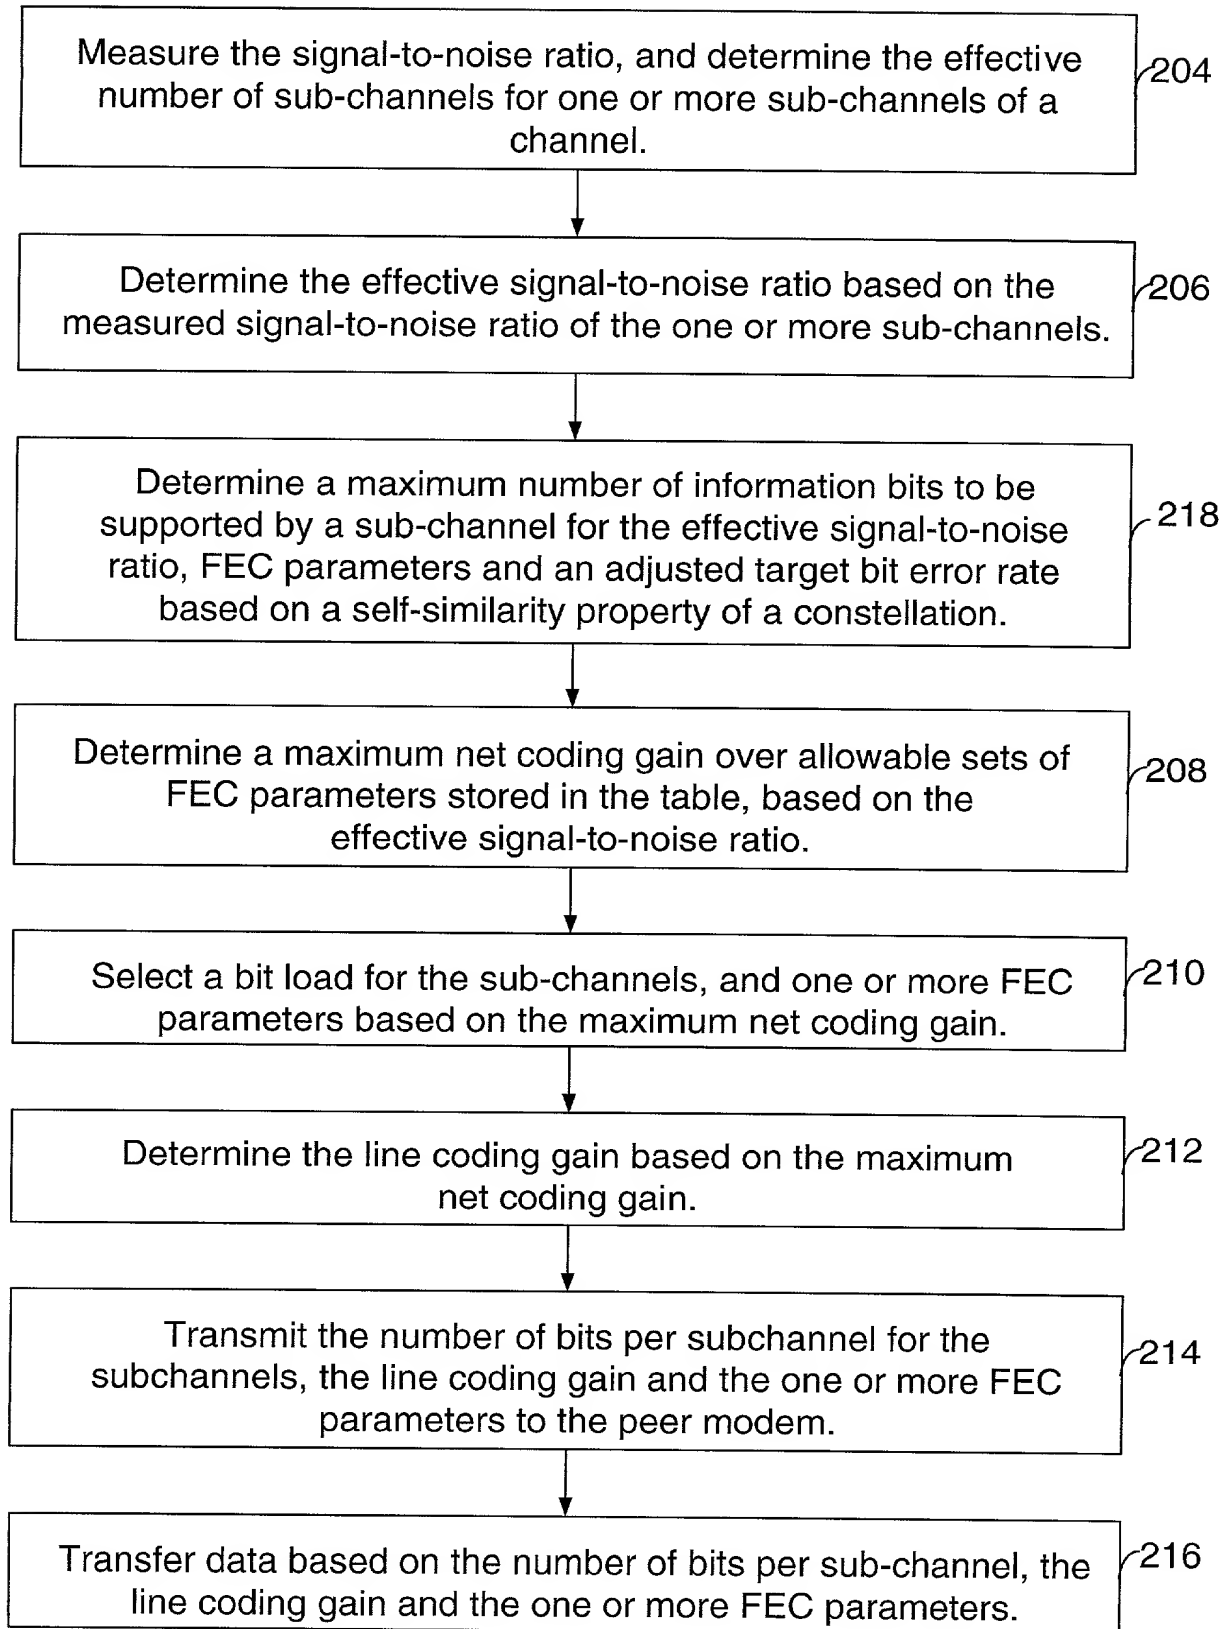 Measure the signal-to-noise ratio, and determine the effective
number of sub-channels for one or more sub-channels of a
channel.
204
Determine the effective signal-to-noise ratio based on the
measured signal-to-noise ratio of the one or more sub-channels.
206
Determine a maximum number of information bits to be
supported by a sub-channel for the effective signal-to-noise
ratio, FEC parameters and an adjusted target bit error rate
based on a self-similarity property of a constellation.
218
Determine a maximum net coding gain over allowable sets of
FEC parameters stored in the table, based on the
effective signal-to-noise ratio.
208
Select a bit load for the sub-channels, and one or more FEC
parameters based on the maximum net coding gain.
210
Determine the line coding gain based on the maximum
net coding gain.
212
Transmit the number of bits per subchannel for the
subchannels, the line coding gain and the one or more FEC
parameters to the peer modem.
214
Transfer data based on the number of bits per sub-channel, the
line coding gain and the one or more FEC parameters.
216